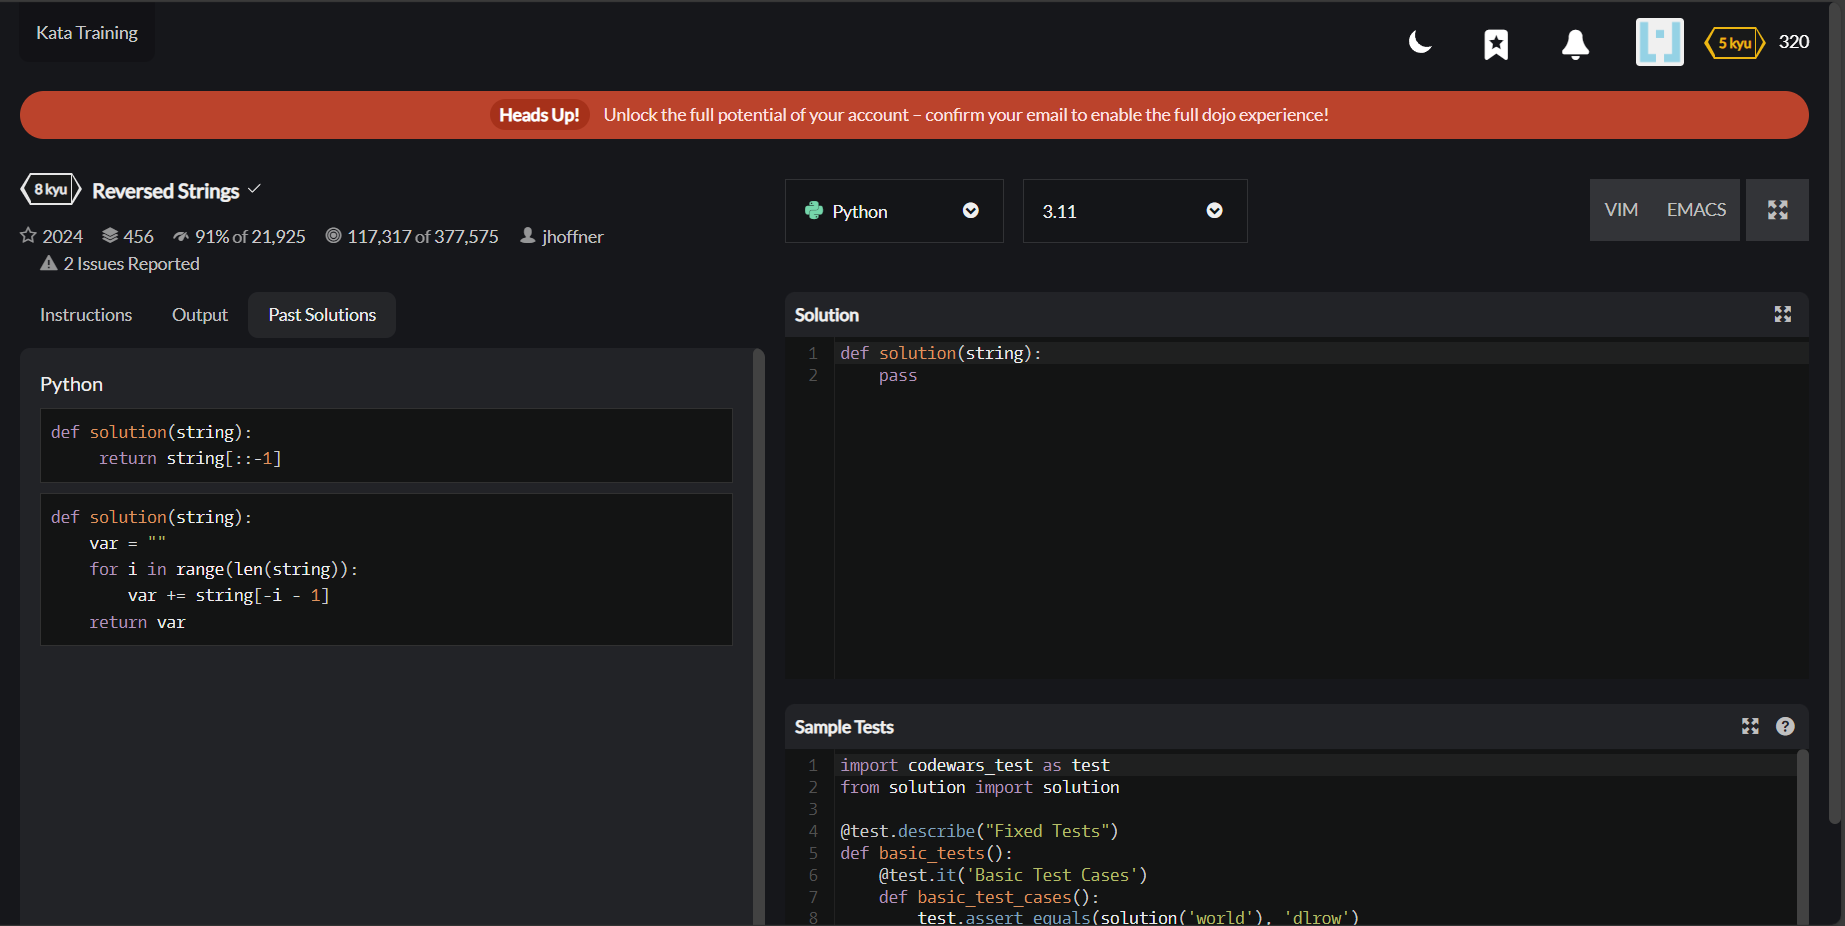 Kata Training
5 kyu 320
Heads Up! Unlock the full potential of your account – confirm your email to enable the full dojo experience!
8 kyu Reversed Strings
2024 456 91% of 21,925 117,317 of 377,575 jhoffner
2 Issues Reported
Instructions Output Past Solutions
Python
def solution(string):
     return string[::-1]
def solution(string):
    var = ""
    for i in range(len(string)):
        var += string[-i - 1]
    return var
Python 3.11 VIM EMACS
Solution
1 def solution(string):
2     pass
Sample Tests
?
1 import codewars_test as test
2 from solution import solution
3
4 @test.describe("Fixed Tests")
5 def basic_tests():
6     @test.it('Basic Test Cases')
7     def basic_test_cases():
8         test.assert_equals(solution('world'), 'dlrow')